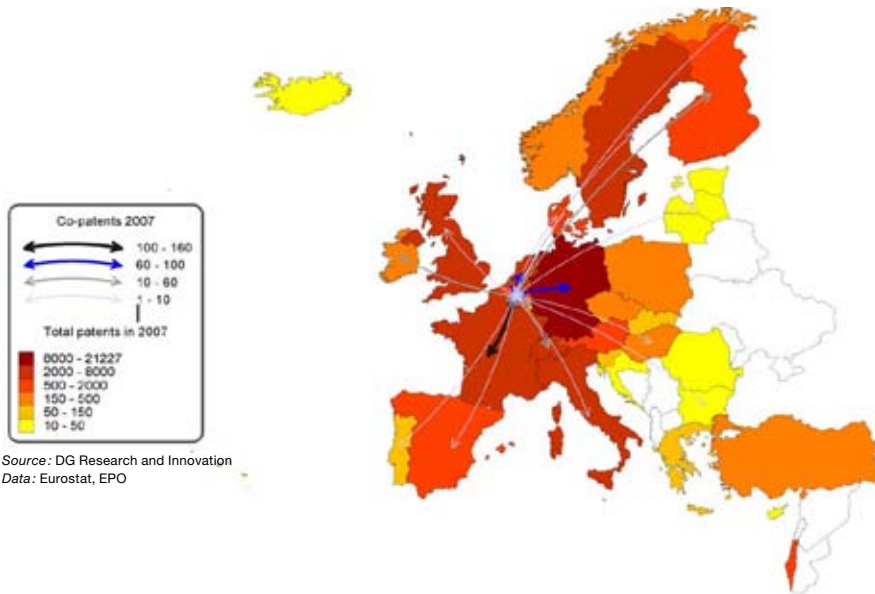 Co-patents 2007
100 - 160
60 - 100
10 - 60
1 - 10
Total patents in 2007
8000 - 21227
2000 - 8000
500 - 2000
150 - 500
50 - 150
10 - 50
Source: DG Research and Innovation
Data: Eurostat, EPO